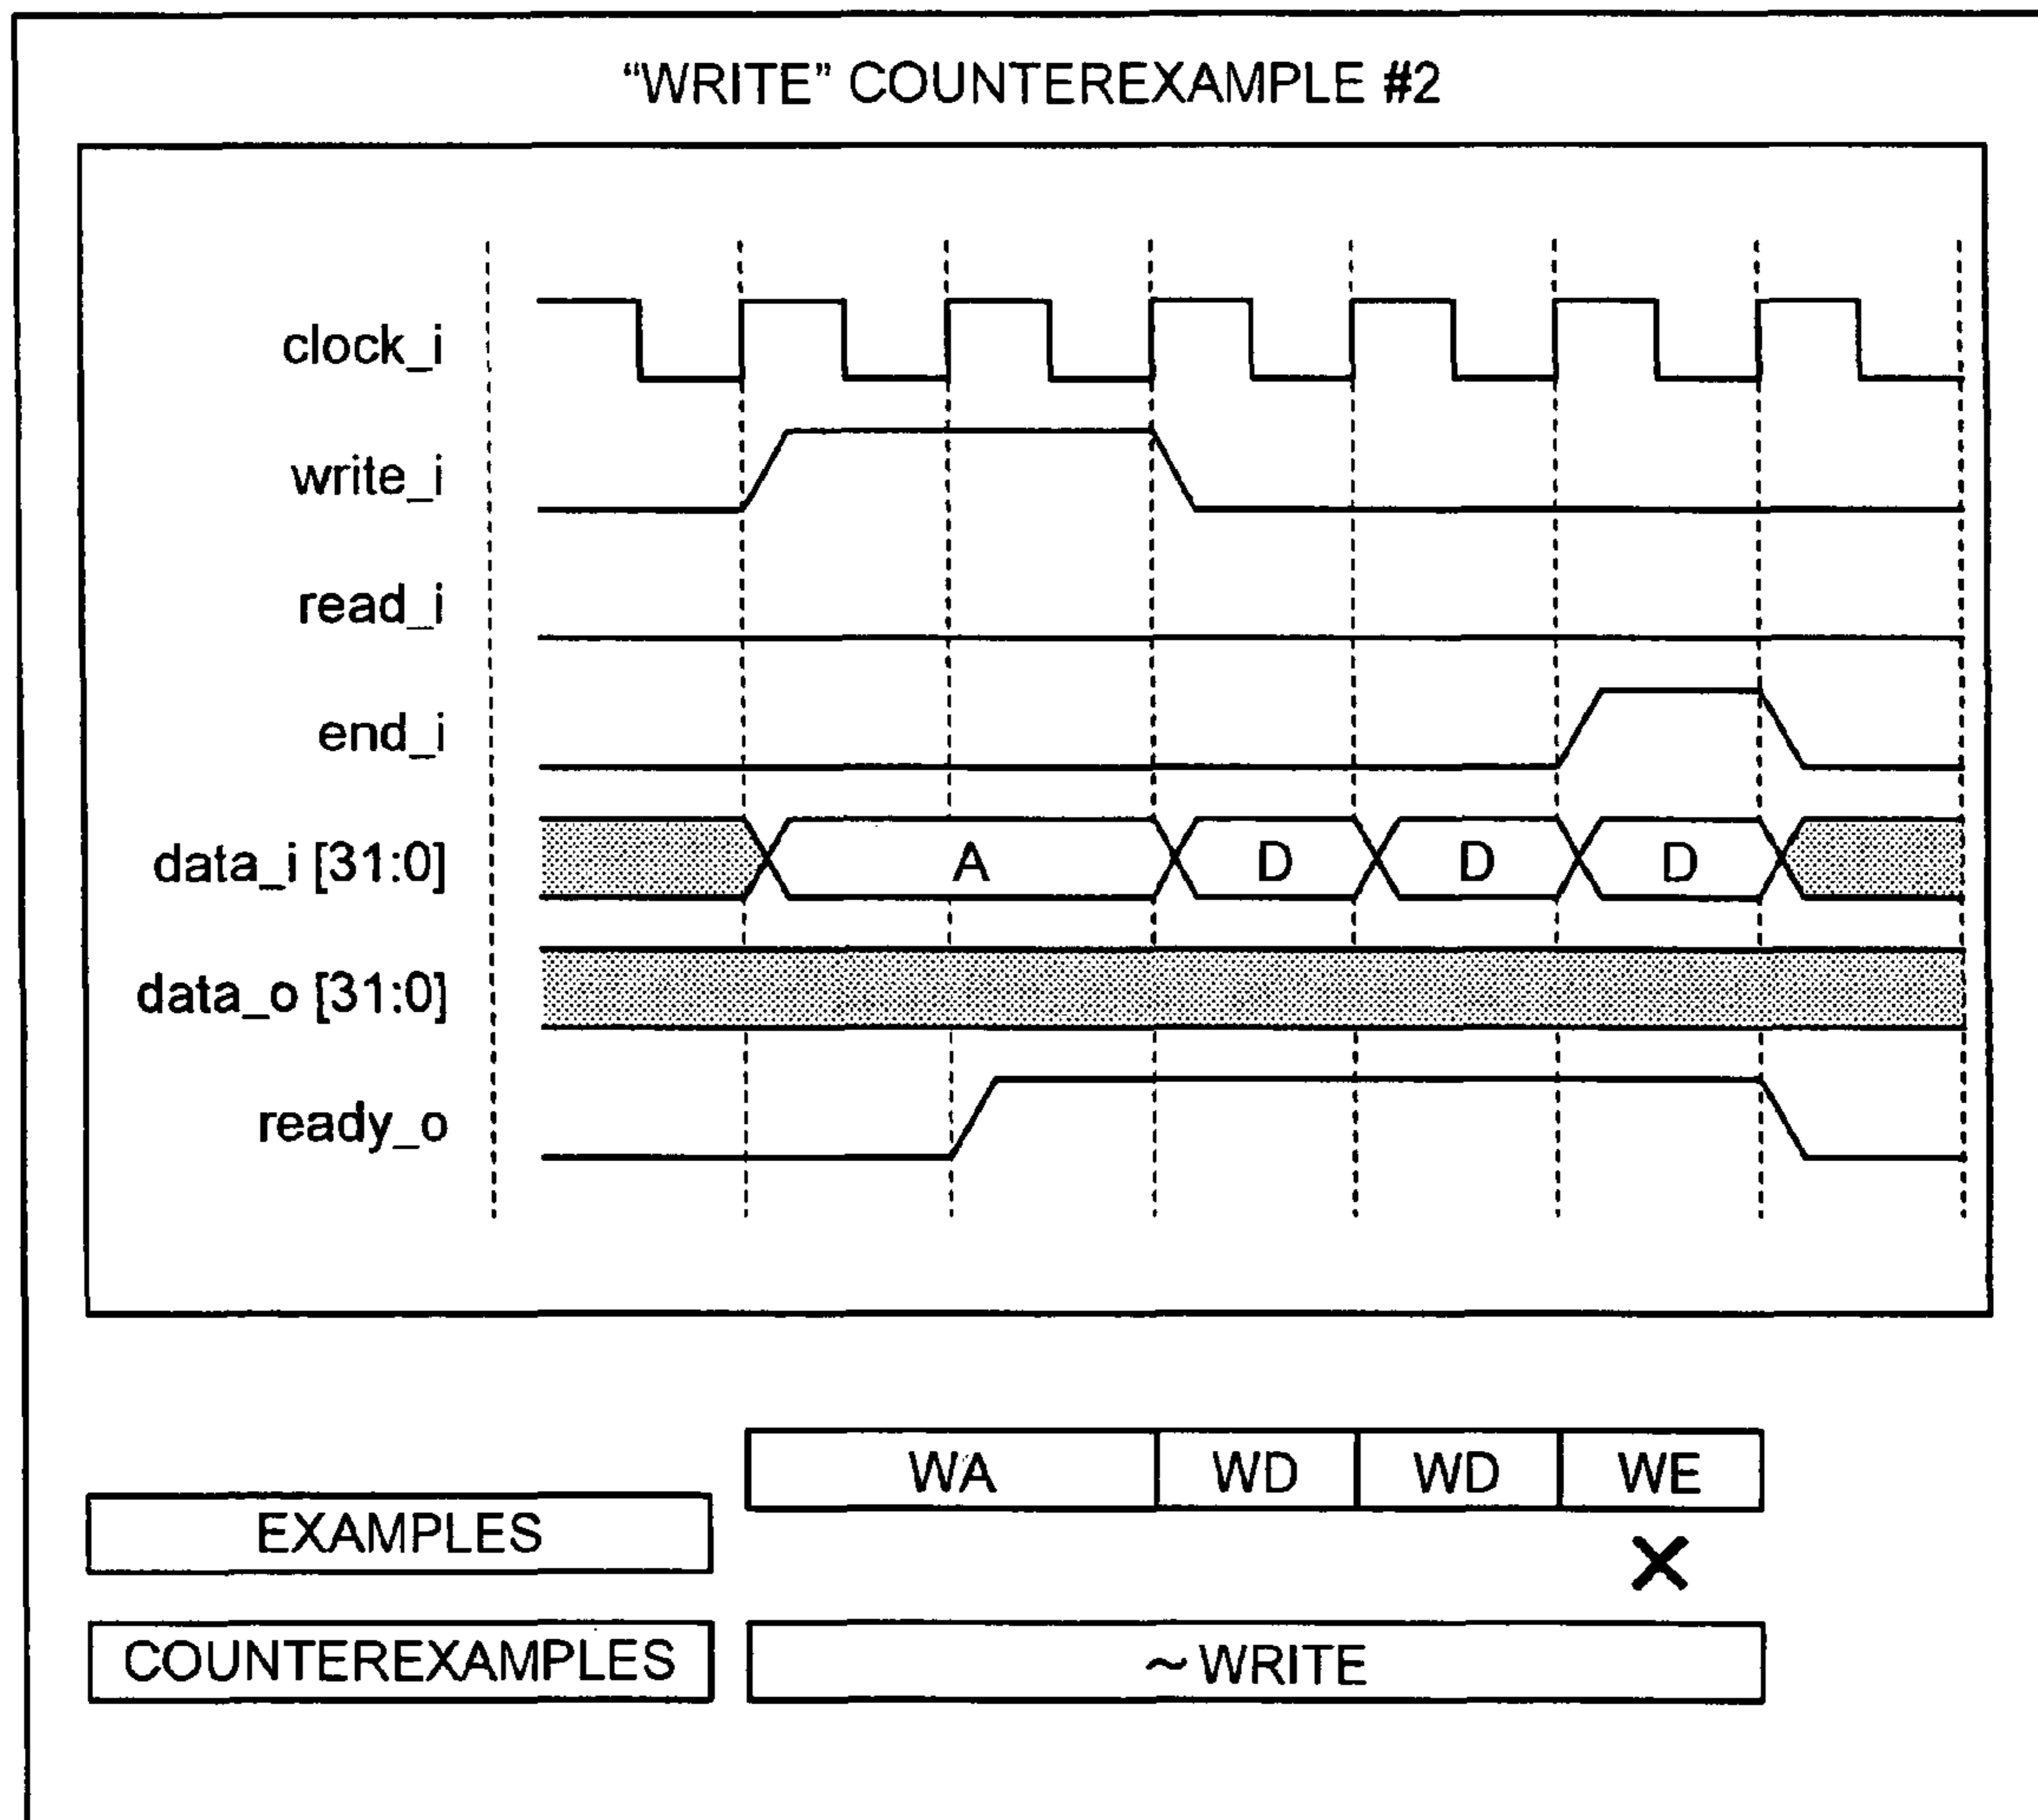 “WRITE” COUNTEREXAMPLE #2
clock_i
write_i
read_i
end_i
data_i [31:0] A D D D
data_o [31:0]
ready_o
WA WD WD WE
EXAMPLES
COUNTEREXAMPLES ~ WRITE